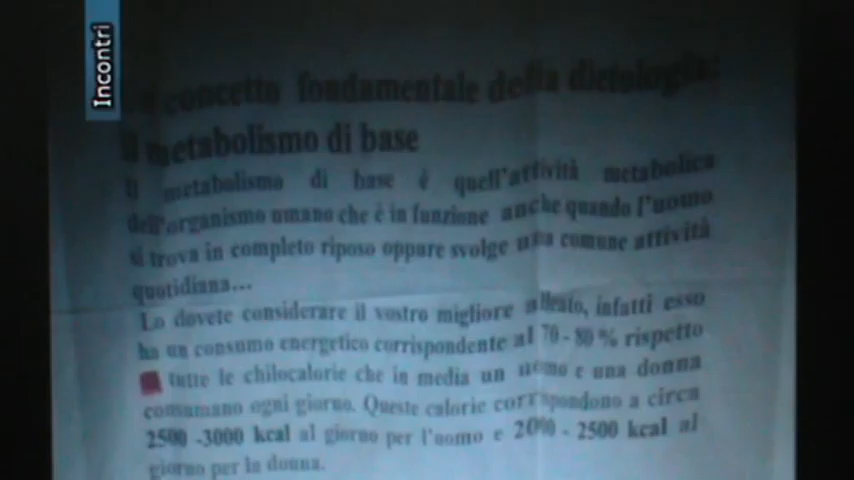 Incontri
concetto fondamentale della dietologia:
il metabolismo di base
Il metabolismo di base è quell'attività metabolica
dell'organismo umano che è in funzione anche quando l'uomo
si trova in completo riposo oppure svolge una comune attività
quotidiana...
Lo dovete considerare il vostro migliore alleato, infatti esso
ha un consumo energetico corrispondente al 70 - 80 % rispetto
tutte le chilocalorie che in media un uomo e una donna
consumano ogni giorno. Queste calorie corrispondono a circa
2500 -3000 kcal al giorno per l'uomo e 2000 - 2500 kcal al
giorno per la donna.